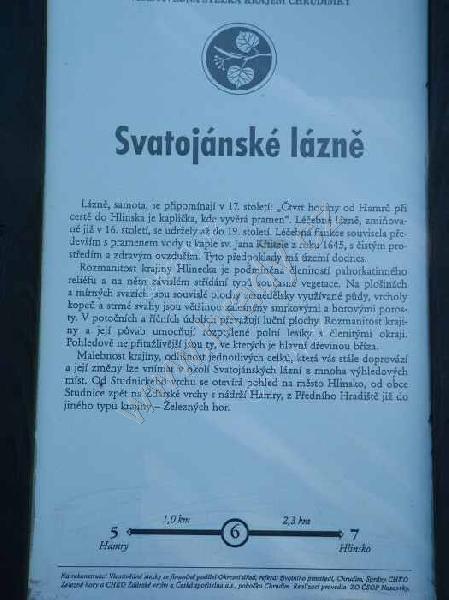 KRAJEM CHRUDIMKY
Svatojánské lázně
Lázně, samota, se připomínají v 17. století: „Čtvrt hodiny od Hamrů při
cestě do Hlinska je kaplička, kde vyvěrá pramen". Léčebné lázně, zmiňova-
né již v 16. století, se udržely až do 19. století. Léčebná funkce souvisela pře-
devším s pramenem vody u kaple sv. Jana Křtitele z roku 1645, a čistým pro-
středím a zdravým ovzduším. Tyto předpoklady má území dodnes.
Rozmanitost krajiny Hlinecka je podmíněna členitostí pahorkatinného
reliéfu a na něm závislém střídání typů vegetace. Na plošinách
a mírných svazích jsou souvislé plochy zemědělsky využívané půdy, vrcholy
kopců a strmé svahy jsou většinou zalesněny smrkovými a borovými poros-
ty. V potočních a říčních údolích převažují luční plochy. Rozmanitost kraji-
ny a její půvab umocňují rozptýlené polní lesíky s členitými okraji.
Pohledově nejpřitažlivější jsou ty, ve kterých je hlavní dřevinou bříza.
Malebnost krajiny, odlišnost jednotlivých celků, která vás stále doprovází
a její změny lze vnímat v okolí Svatojánských lázní z mnoha výhledových
míst. Od Studnického vrchu se otevírá pohled na město Hlinsko, od obce
Studnice zpět na Žďárské vrchy s nádrží Hamry, z Předního Hradiště již do
jiného typu krajiny – Železných hor.
1,9 km 2,3 km
5 6 7
Hamry Hlinsko